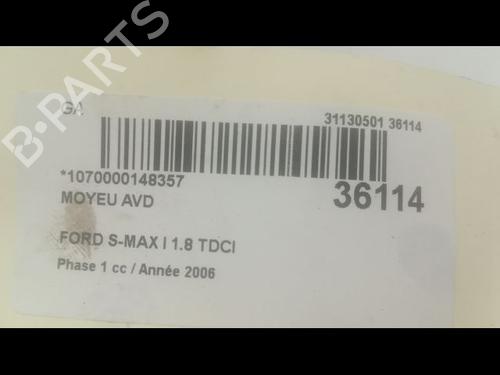 B-PARTS
GA
31130501 36114
*1070000148357
36114
MOYEU AVD
FORD S-MAX I 1.8 TDCI
Phase 1 cc / Année 2006